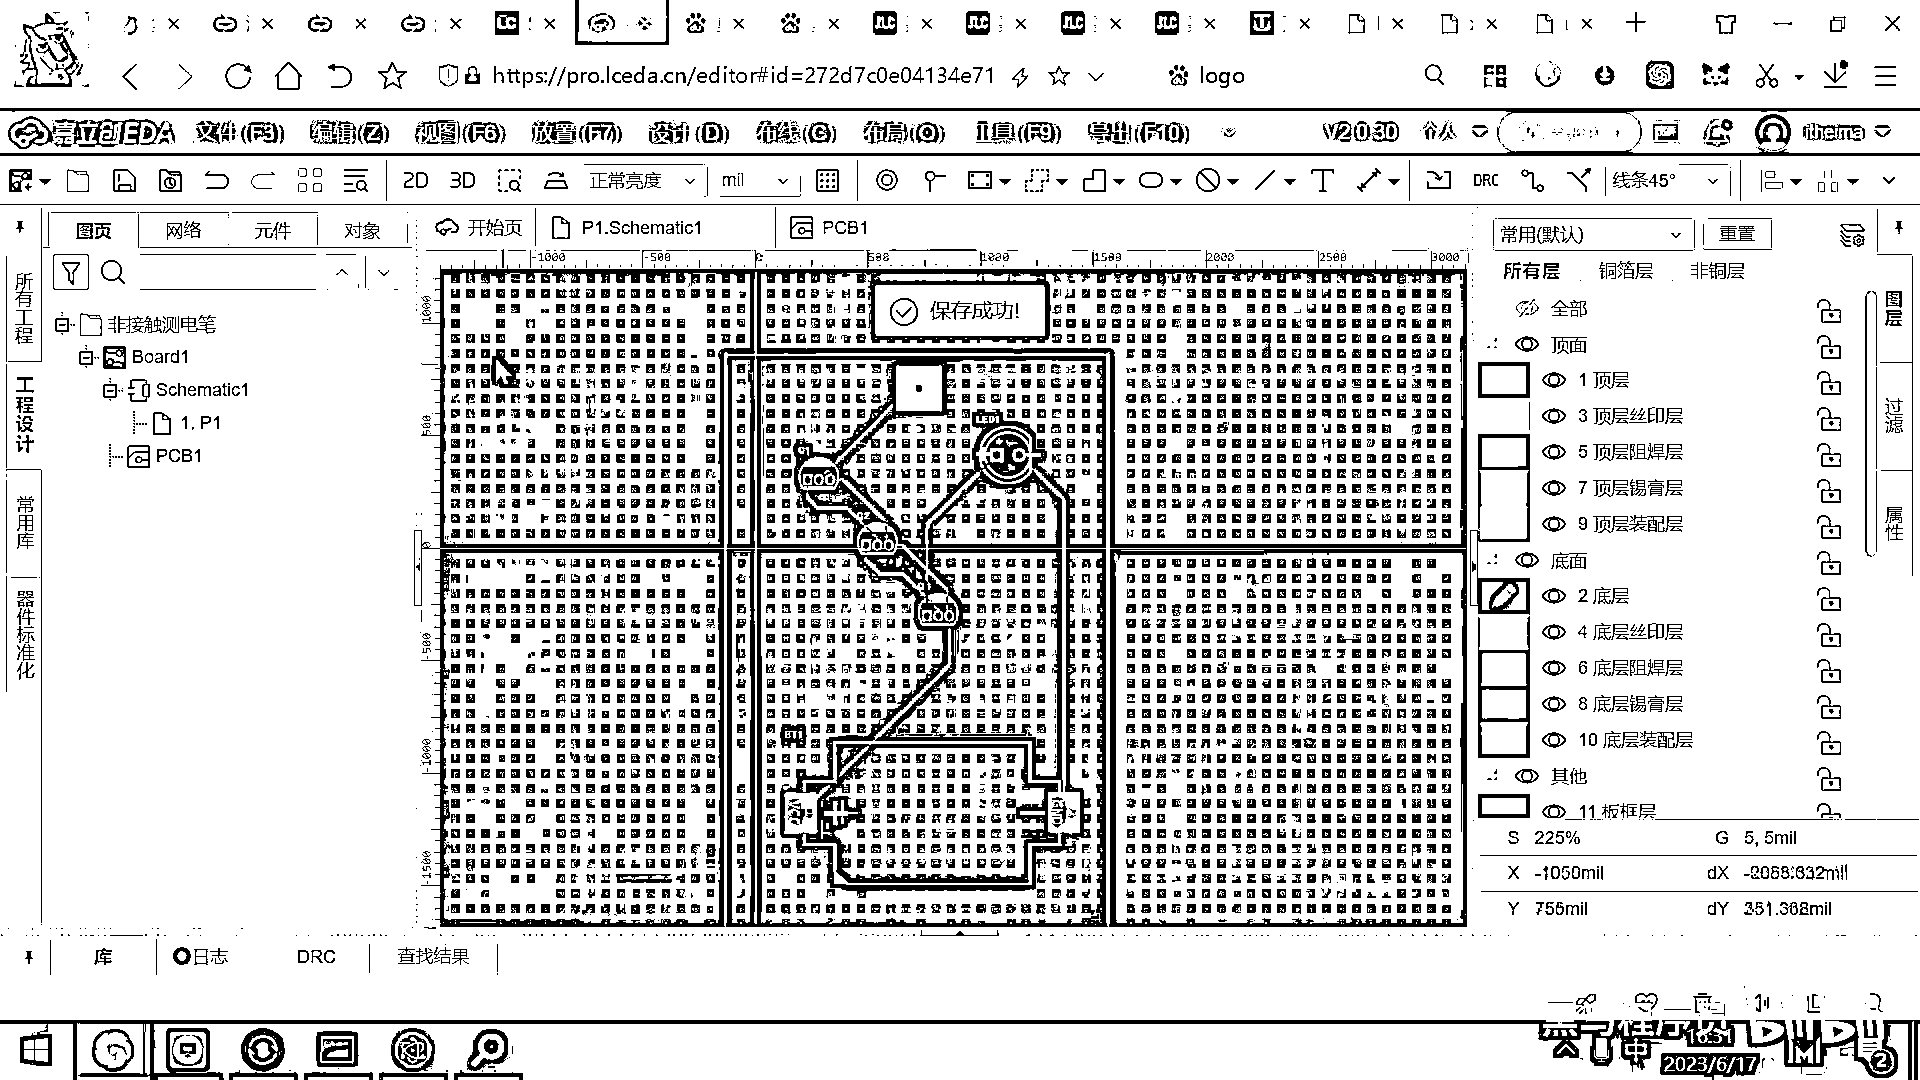 https://pro.lceda.cn/editor#id=272d7c0e04134e71
logo
嘉立创EDA 文件(F3) 编辑(Z) 视图(F6) 放置(F7) 设计(D) 布线(G) 布局(Q) 工具(F9) 导出(F10) V2.0.30 个人 itheima
2D 3D 正常亮度 mil T DRC 线条45°
图页 网络 元件 对象
开始页 P1.Schematic1 PCB1
常用(默认) 重置
所有层 铜箔层 非铜层
所有工程
工程设计
常用库
器件标准化
非接触测电笔
Board1
Schematic1
1. P1
PCB1
-1000 -500 500 1000 1500 2000 2500 3000
1000
500
0
-500
-1000
-1500
保存成功!
LED1
全部
顶面
1 顶层
3 顶层丝印层
5 顶层阻焊层
7 顶层锡膏层
9 顶层装配层
底面
2 底层
4 底层丝印层
6 底层阻焊层
8 底层锡膏层
10 底层装配层
其他
11 板框层
图层
过滤
属性
S 225% G 5, 5mil
X -1050mil dX
Y 755mil dY
库 日志 DRC 查找结果
中
2023/6/17
2